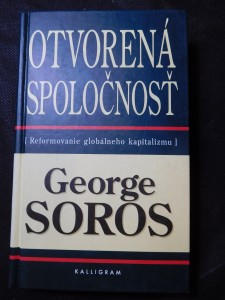 OTVORENÁ
SPOLOČNOSŤ
[ Reformovanie globálneho kapitalizmu ]
George
SOROS
KALLIGRAM